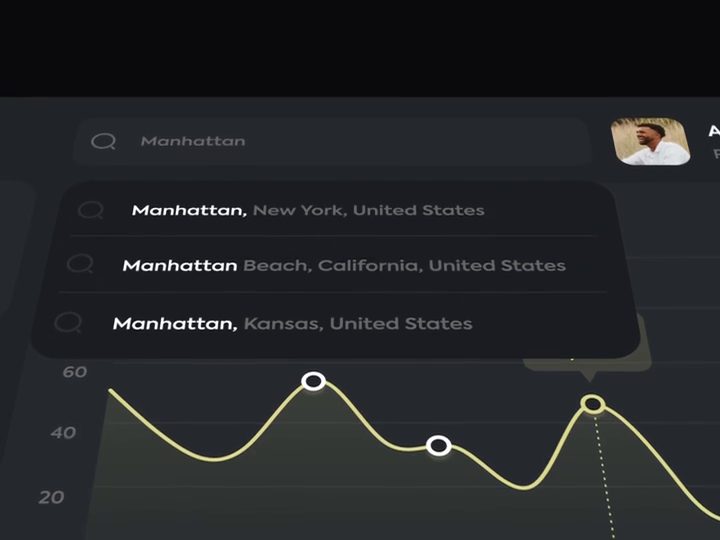 Manhattan
A
Manhattan, New York, United States
Manhattan Beach, California, United States
Manhattan, Kansas, United States
60
40
20